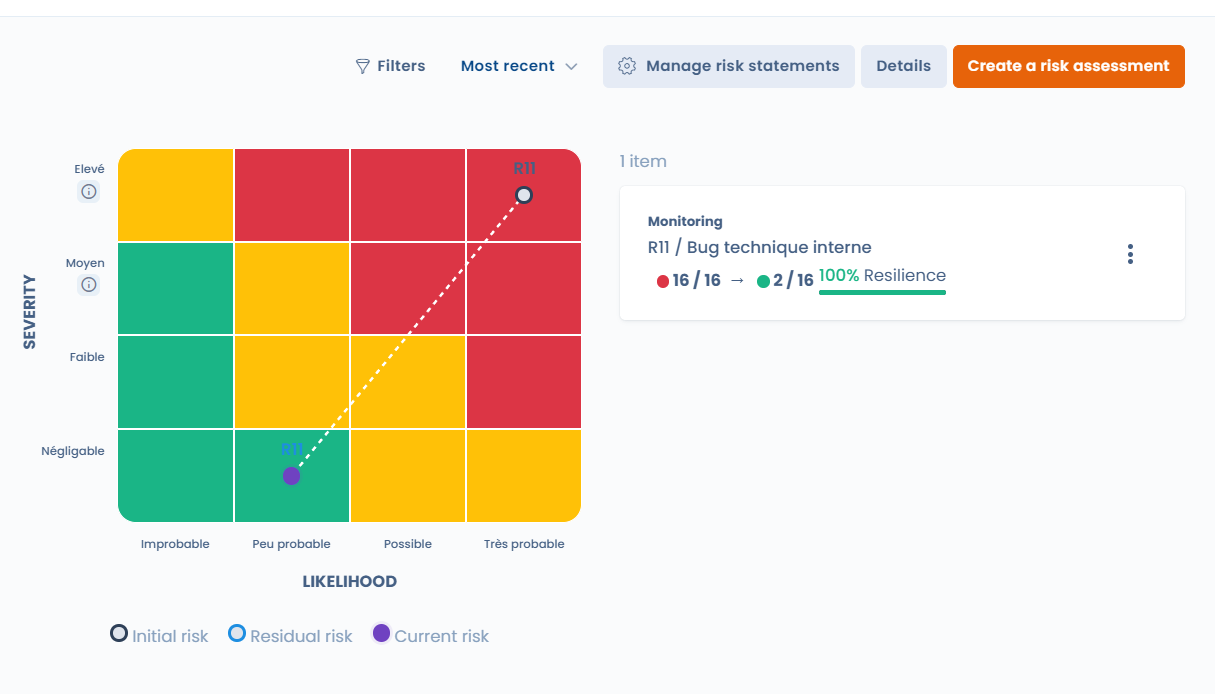 Filters
Most recent
Manage risk statements
Details
Create a risk assessment
SEVERITY
Elevé
Moyen
Faible
Négligable
R11
R11
Improbable
Peu probable
Possible
Très probable
LIKELIHOOD
Initial risk
Residual risk
Current risk
1 item
Monitoring
R11 / Bug technique interne
16 / 16 → 2 / 16 100% Resilience